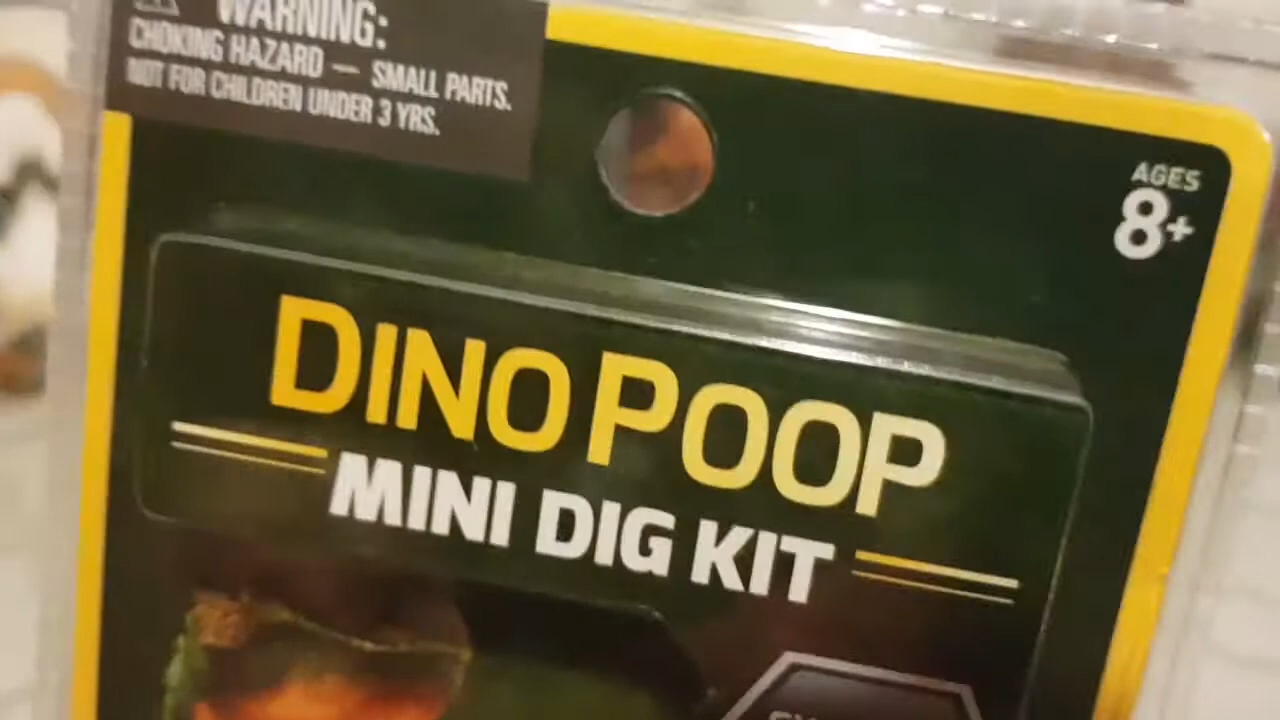 WARNING:
CHOKING HAZARD — SMALL PARTS.
NOT FOR CHILDREN UNDER 3 YRS.
AGES
8+
DINO POOP
MINI DIG KIT